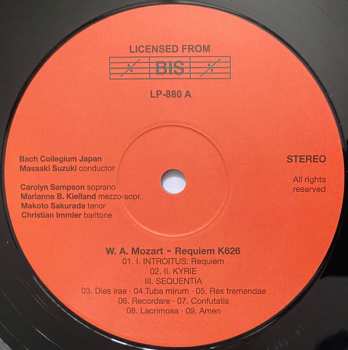 LICENSED FROM
BIS
LP-880 A
Bach Collegium Japan
Masaaki Suzuki conductor
STEREO
Carolyn Sampson soprano
Marianne B. Kielland mezzo-sopr.
Makoto Sakurada tenor
Christian Immler baritone
All rights
reserved
W. A. Mozart - Requiem K626
01. I. INTROITUS: Requiem
02. II. KYRIE
III. SEQUENTIA
03. Dies irae - 04. Tuba mirum - 05. Rex tremendae
06. Recordare - 07. Confutatis
08. Lacrimosa - 09. Amen